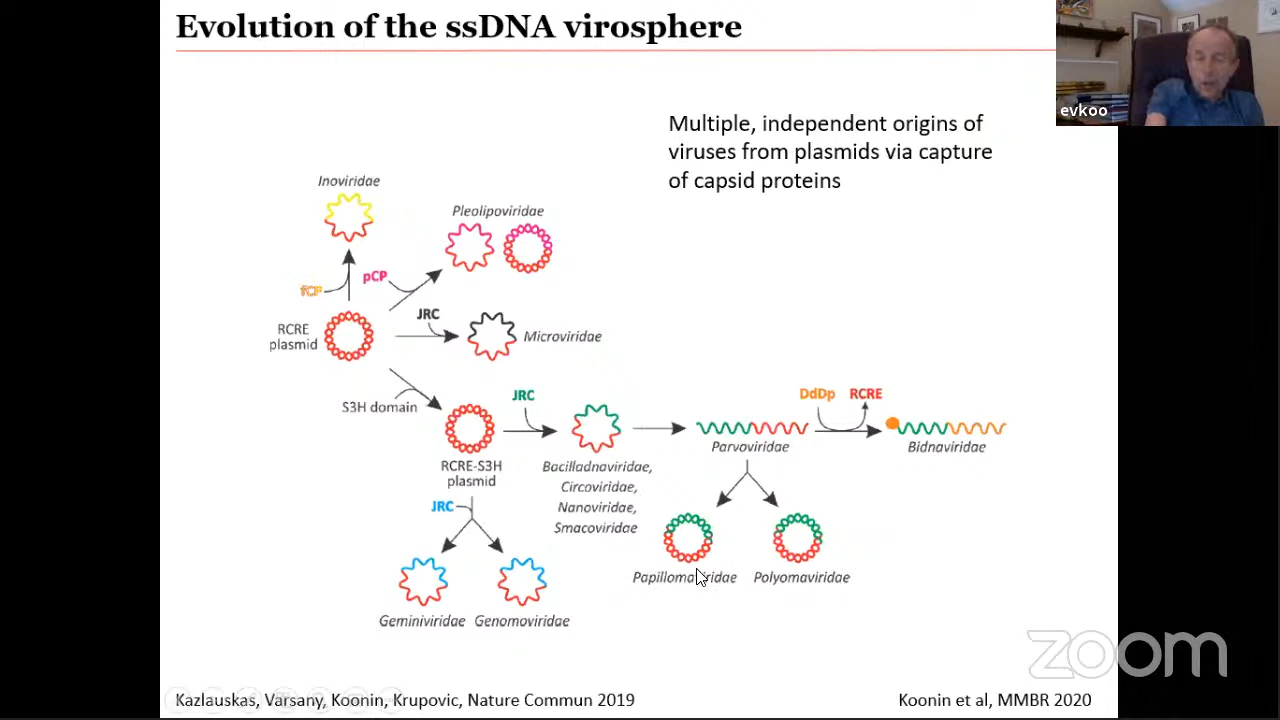 Evolution of the ssDNA virosphere
evkoo
Multiple, independent origins of
viruses from plasmids via capture
of capsid proteins
Inoviridae
Pleolipoviridae
fCP
pCP
JRC
RCRE
plasmid
Microviridae
S3H domain
JRC
DdDp
RCRE
Parvoviridae
Bidnaviridae
RCRE-S3H
plasmid
Bacilladnaviridae,
Circoviridae,
Nanoviridae,
Smacoviridae
JRC
Papillomaviridae
Polyomaviridae
Geminiviridae
Genomoviridae
zoom
Kazlauskas, Varsany, Koonin, Krupovic, Nature Commun 2019
Koonin et al, MMBR 2020